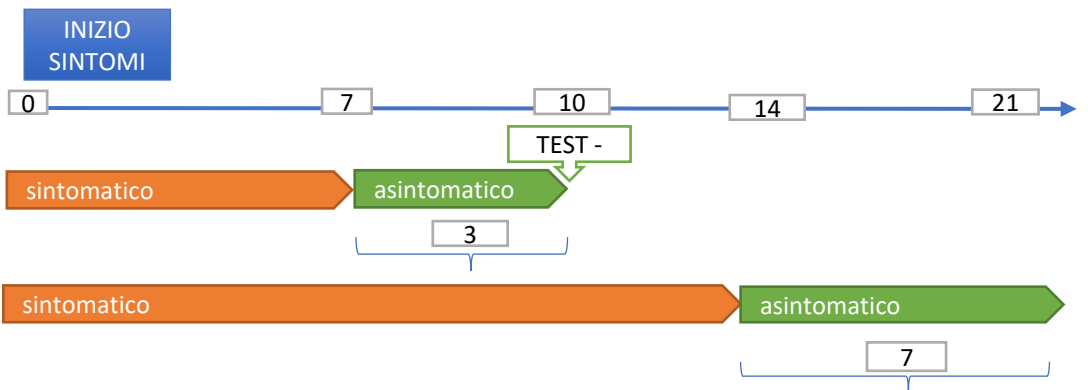 INIZIO
SINTOMI
0 7 10 14 21
TEST -
sintomatico asintomatico
3
sintomatico asintomatico
7